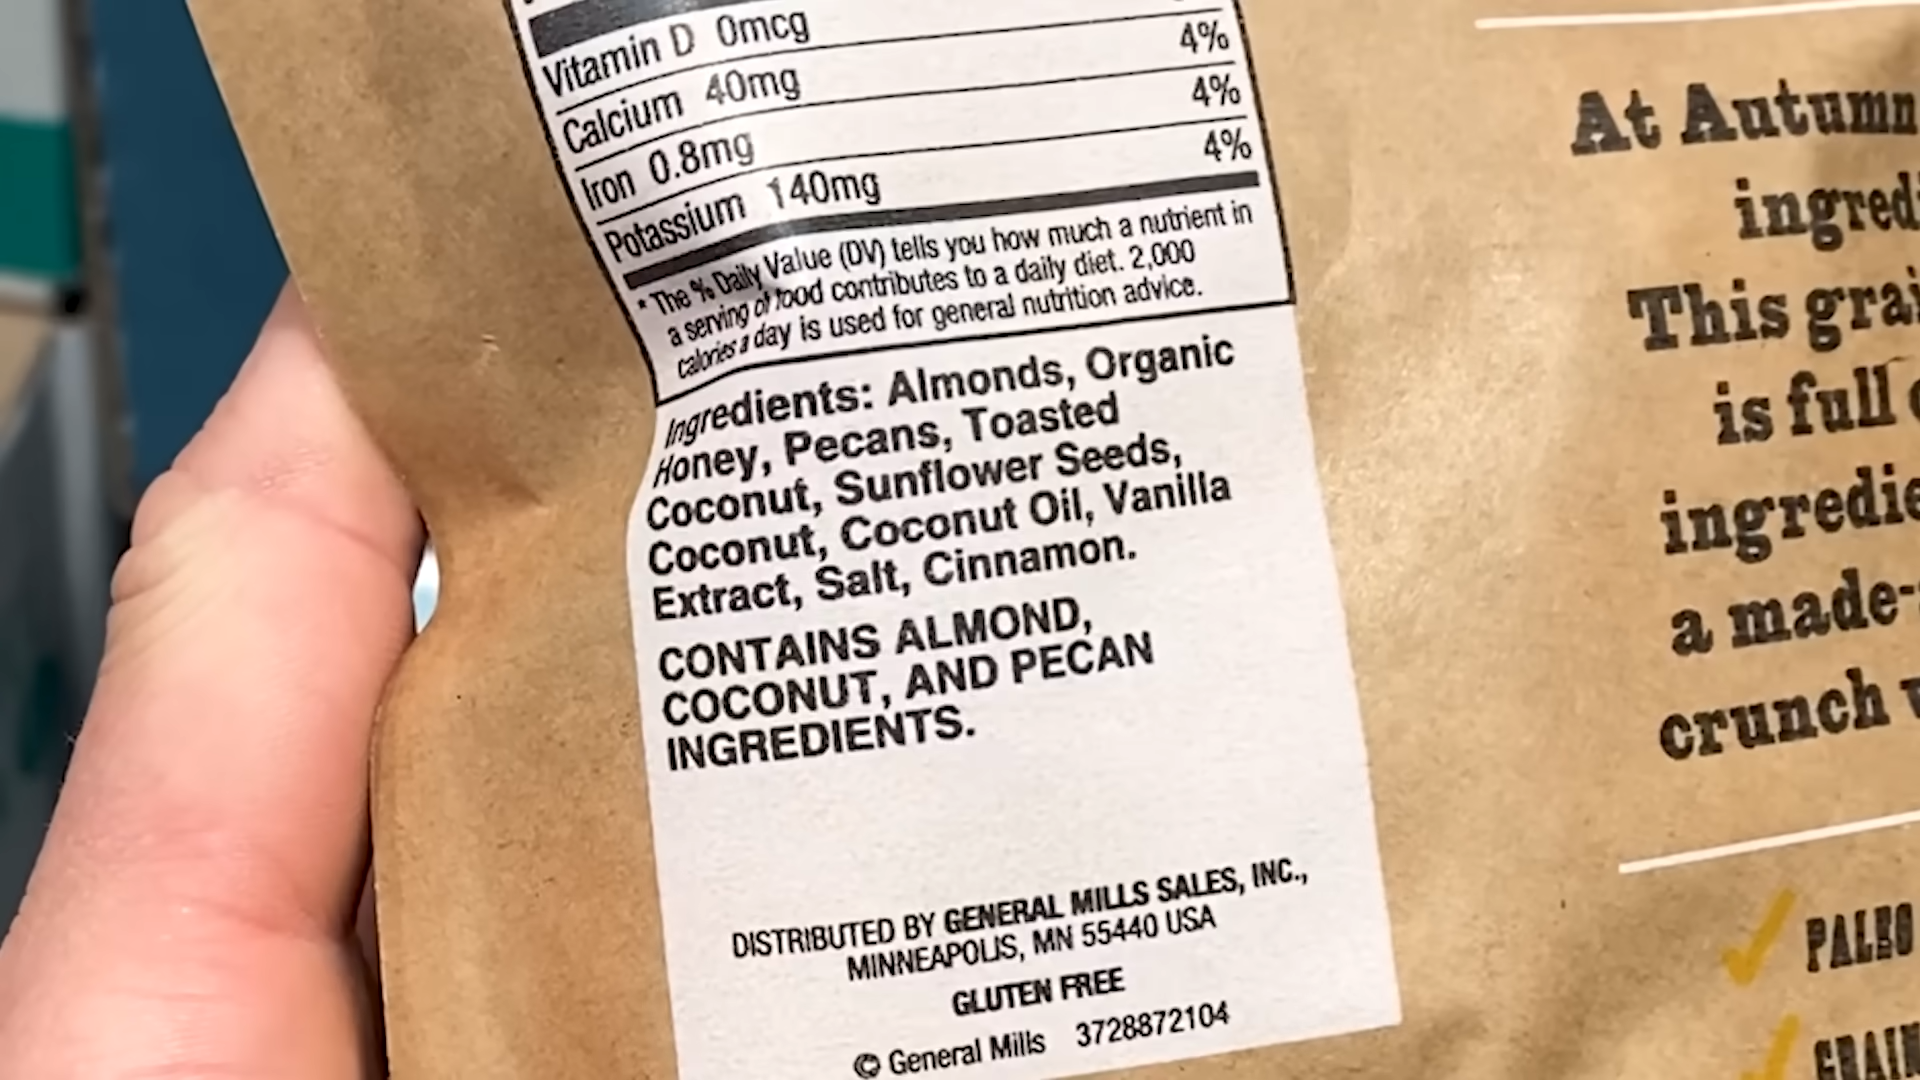 Vitamin D 0mcg
Calcium 40mg 4%
Iron 0.8mg 4%
Potassium 140mg 4%
* The % Daily Value (DV) tells you how much a nutrient in
a serving of food contributes to a daily diet. 2,000
calories a day is used for general nutrition advice.
Ingredients: Almonds, Organic
Honey, Pecans, Toasted
Coconut, Sunflower Seeds,
Coconut, Coconut Oil, Vanilla
Extract, Salt, Cinnamon.
CONTAINS ALMOND,
COCONUT, AND PECAN
INGREDIENTS.
DISTRIBUTED BY GENERAL MILLS SALES, INC.,
MINNEAPOLIS, MN 55440 USA
GLUTEN FREE
© General Mills 3728872104
At Autumn
ingredi
This grai
is full
ingredie
a made-
crunch
PALEO
GRAIN